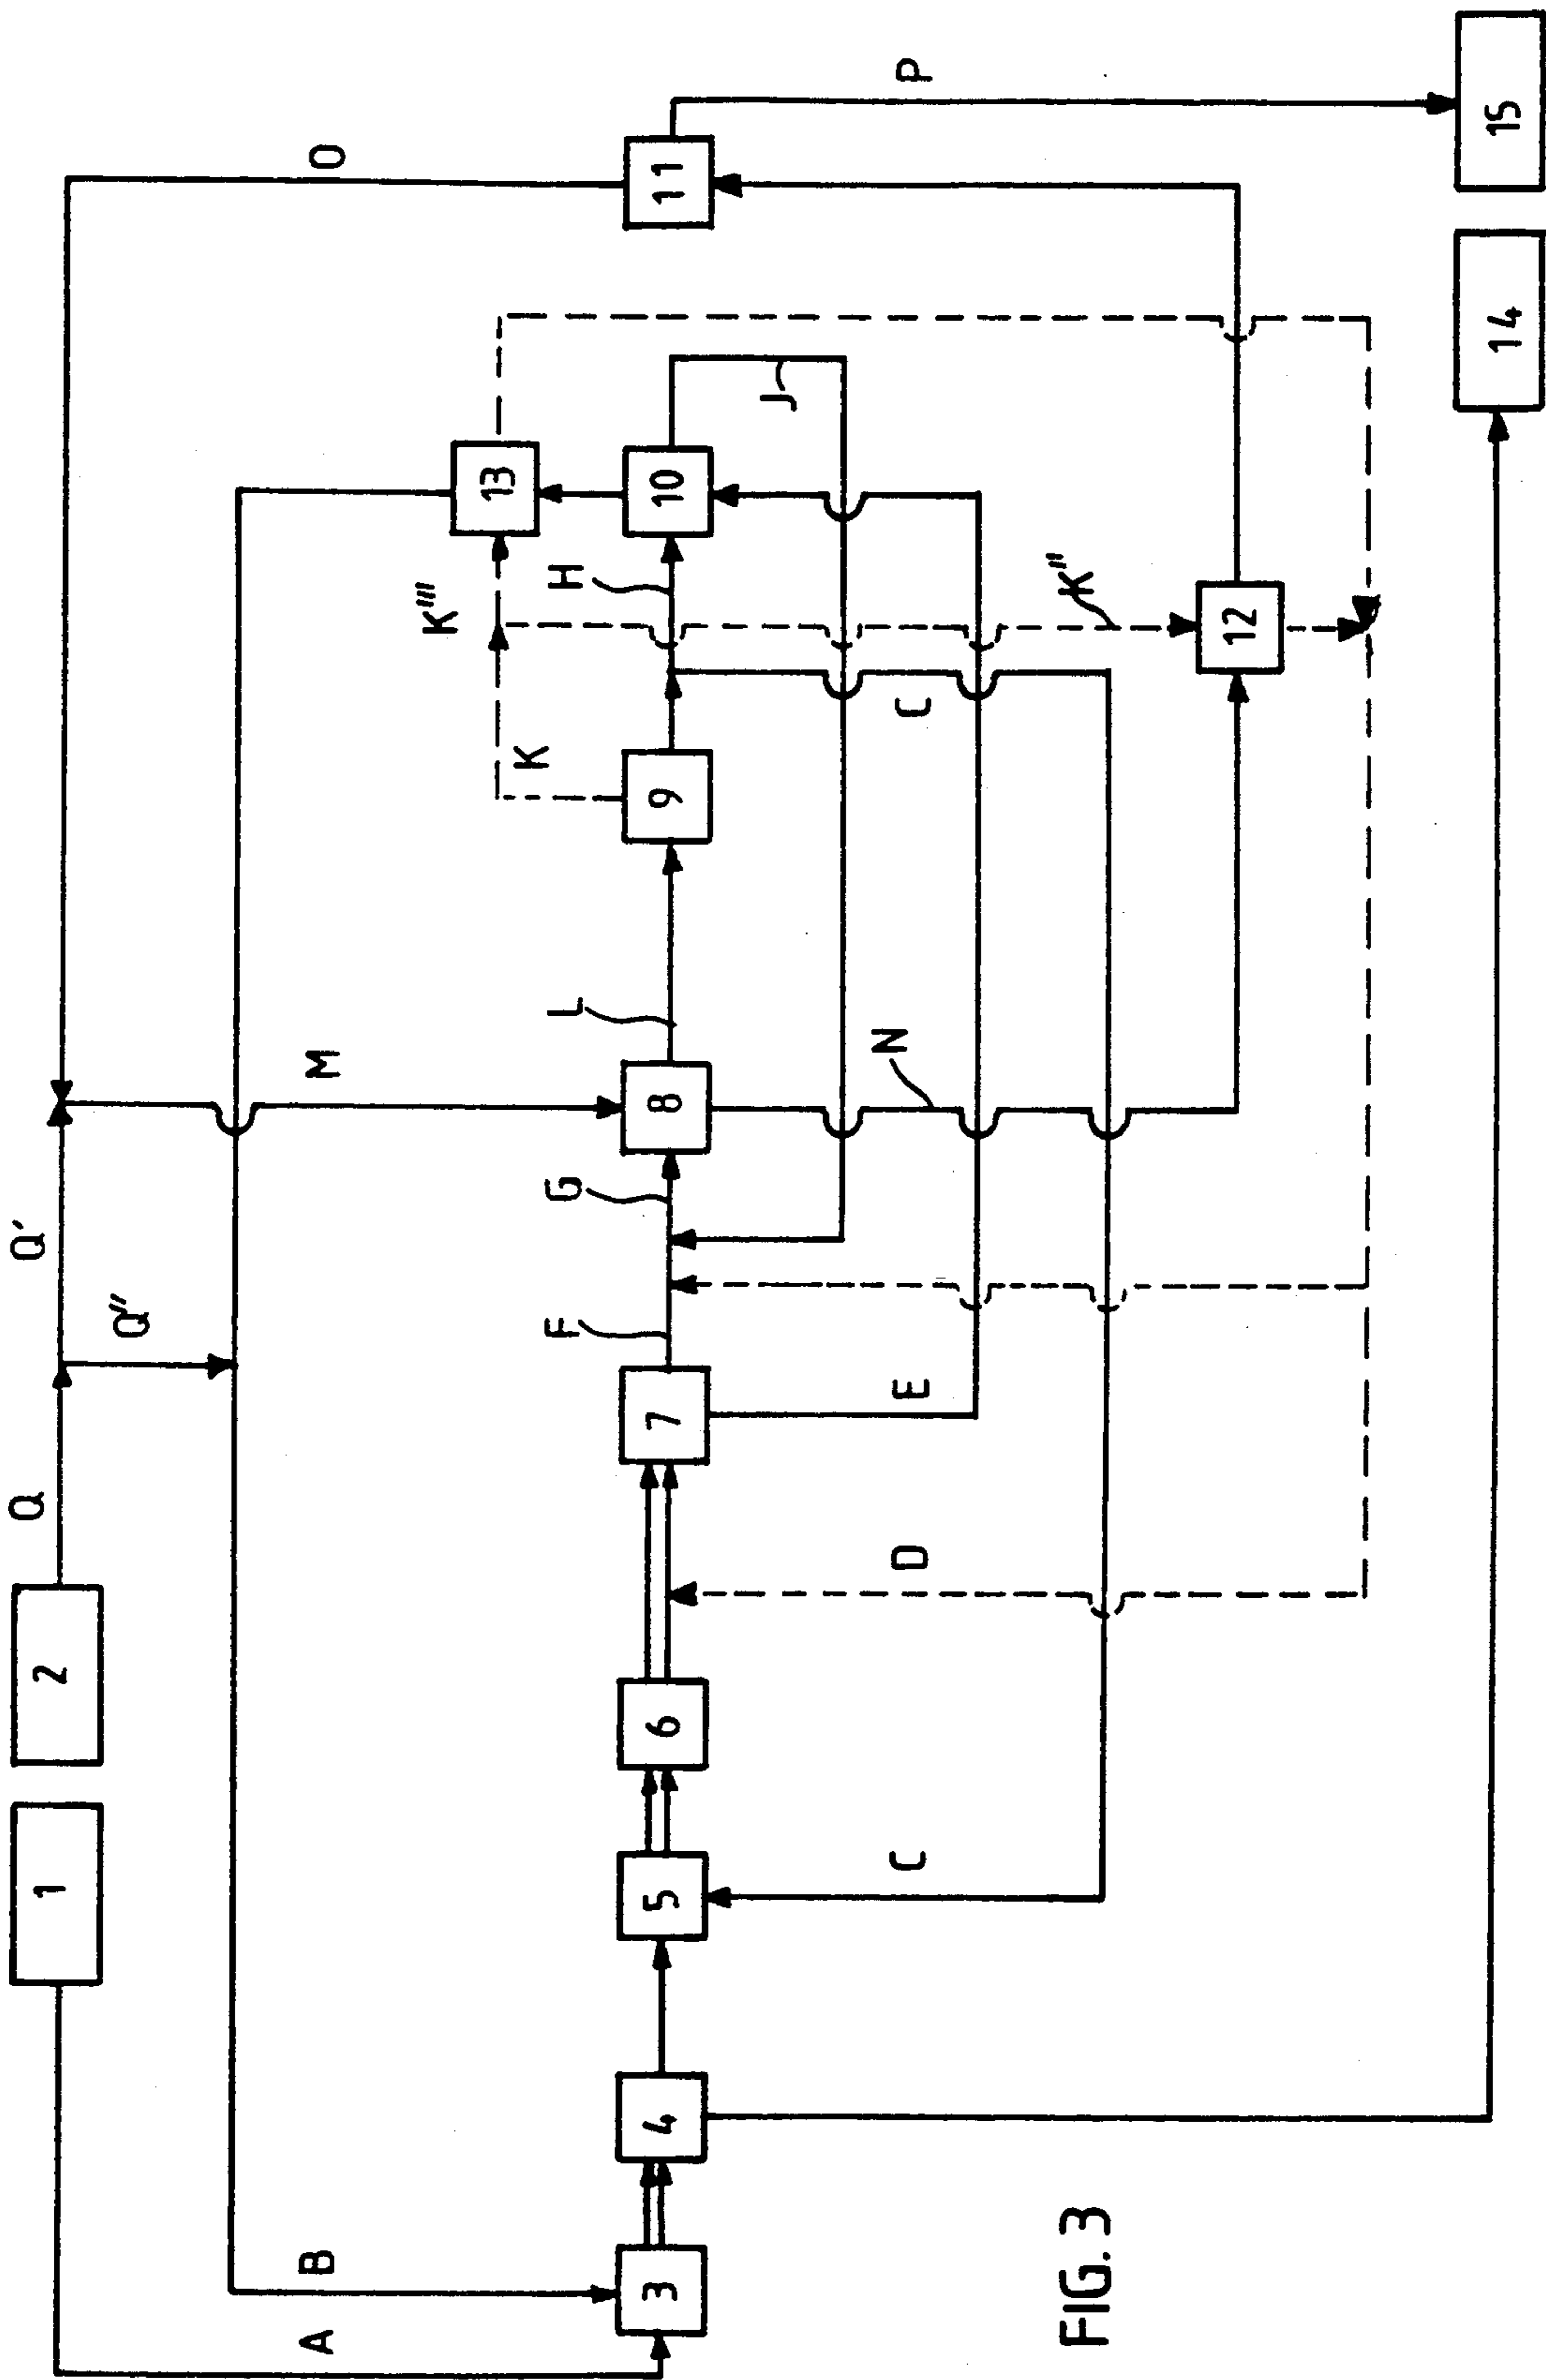 Q Q′
1 2
Q″
A B M O
K‴
13
K
F G L H
3 4 5 6 7 8 9 10 11
J
C D E N C P
FIG. 3
K″
12
14 15